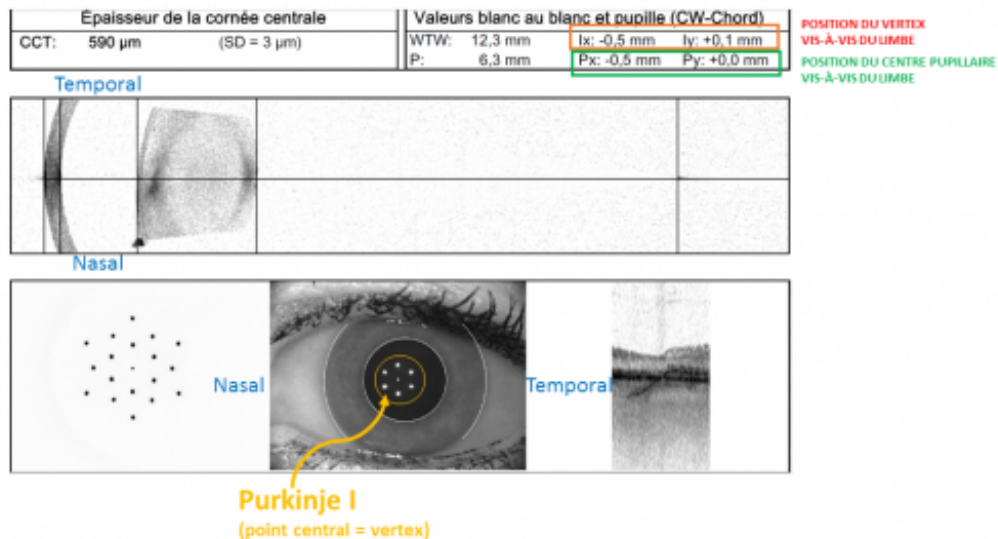 Épaisseur de la cornée centrale
CCT: 590 µm (SD = 3 µm)
Valeurs blanc au blanc et pupille (CW-Chord)
WTW: 12,3 mm Ix: -0,5 mm Iy: +0,1 mm
P: 6,3 mm Px: -0,5 mm Py: +0,0 mm
POSITION DU VERTEX
VIS-À-VIS DU LIMBE
POSITION DU CENTRE PUPILLAIRE
VIS-À-VIS DU LIMBE
Temporal
Nasal
Nasal
Temporal
Purkinje I
(point central = vertex)